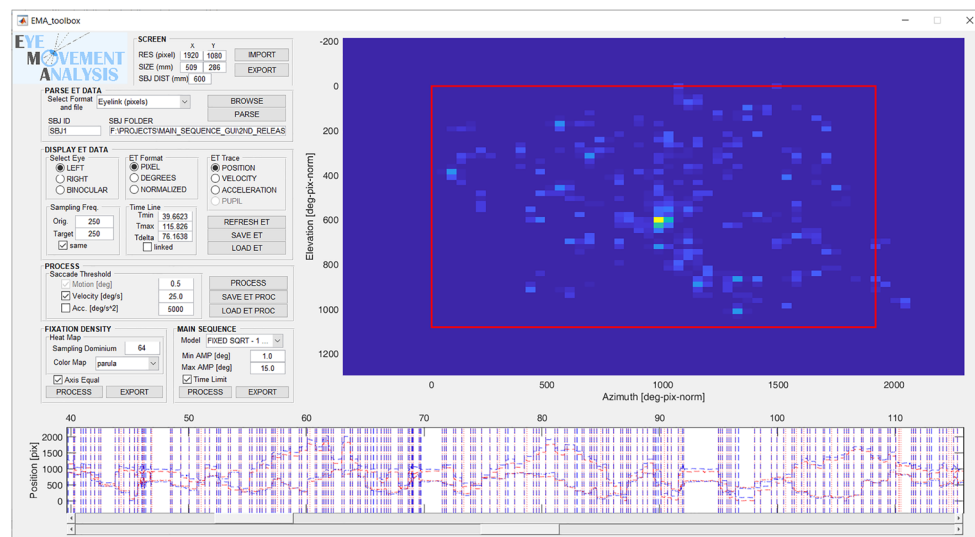 EMA_toolbox
EYE
MOVEMENT
ANALYSIS
SCREEN
X Y
RES (pixel) 1920 1080 IMPORT
SIZE (mm) 509 286 EXPORT
SBJ DIST (mm) 600
PARSE ET DATA
Select Format
and file
Eyelink (pixels) BROWSE
PARSE
SBJ ID SBJ FOLDER
SBJ1 F:\PROJECTS\MAIN_SEQUENCE_GUI\2ND_RELEAS
DISPLAY ET DATA
Select Eye ET Format ET Trace
LEFT PIXEL POSITION
RIGHT DEGREES VELOCITY
BINOCULAR NORMALIZED ACCELERATION
PUPIL
Sampling Freq. Time Line
Orig. 250 Tmin 39.6623 REFRESH ET
Target 250 Tmax 115.826 SAVE ET
same Tdelta 76.1638 LOAD ET
linked
PROCESS
Saccade Threshold
Motion [deg] 0.5 PROCESS
Velocity [deg/s] 25.0 SAVE ET PROC
Acc. [deg/s^2] 5000 LOAD ET PROC
FIXATION DENSITY MAIN SEQUENCE
Heat Map Model FIXED SQRT - 1 ...
Sampling Dominium 64 Min AMP [deg] 1.0
Color Map parula Max AMP [deg] 15.0
Axis Equal Time Limit
PROCESS EXPORT PROCESS EXPORT
-200
0
200
400
600
800
1000
1200
Elevation [deg-pix-norm]
0 500 1000 1500 2000
Azimuth [deg-pix-norm]
40 50 60 70 80 90 100 110
2000
1500
1000
500
0
Position [pix]